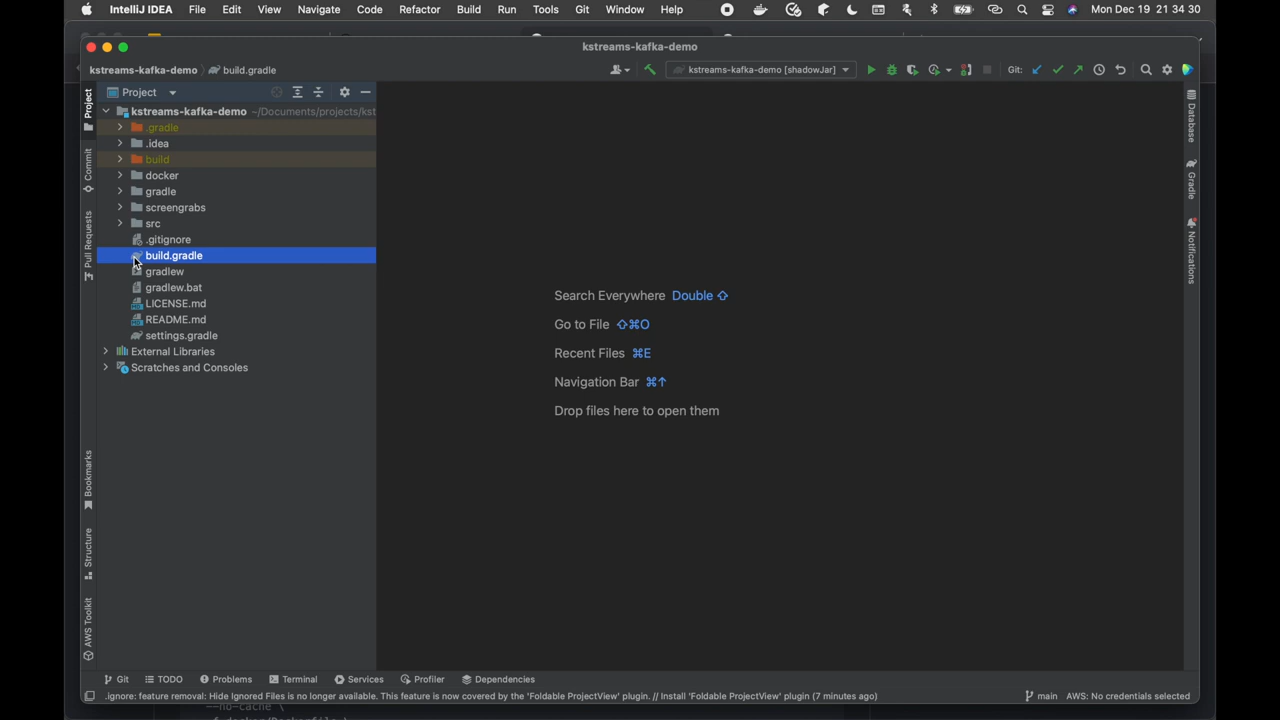 IntelliJ IDEA File Edit View Navigate Code Refactor Build Run Tools Git Window Help Mon Dec 19 21 34 30
kstreams-kafka-demo
kstreams-kafka-demo build.gradle kstreams-kafka-demo [shadowJar] Git:
Project
kstreams-kafka-demo ~/Documents/projects/kst
.gradle
.idea
build
docker
gradle
screengrabs
src
.gitignore
build.gradle
gradlew
gradlew.bat
LICENSE.md
README.md
settings.gradle
External Libraries
Scratches and Consoles
Project
Commit
Pull Requests
Bookmarks
Structure
AWS Toolkit
Search Everywhere Double ⇧
Go to File ⇧⌘O
Recent Files ⌘E
Navigation Bar ⌘↑
Drop files here to open them
Database
Gradle
Notifications
Git TODO Problems Terminal Services Profiler Dependencies
.ignore: feature removal: Hide Ignored Files is no longer available. This feature is now covered by the 'Foldable ProjectView' plugin. // Install 'Foldable ProjectView' plugin (7 minutes ago) main AWS: No credentials selected
--no-cache \